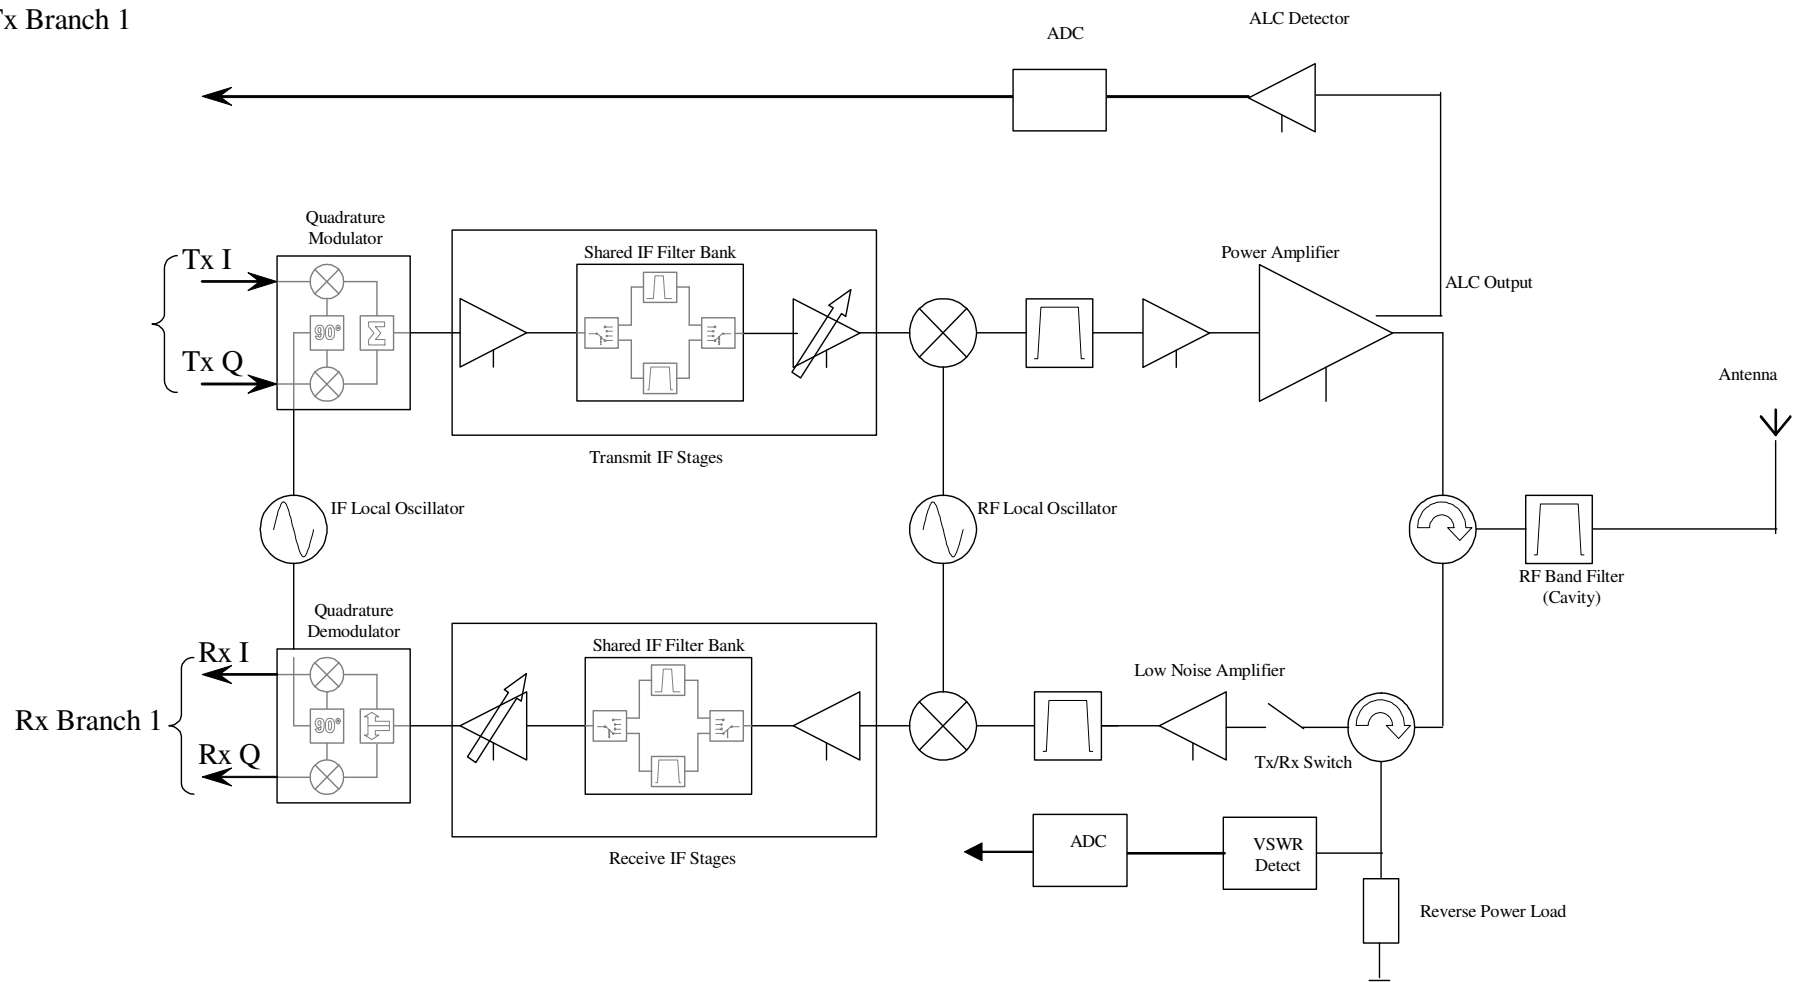 Tx Branch 1
ALC Detector
ADC
Quadrature
Modulator
Tx I
Tx Q
90°
Σ
Shared IF Filter Bank
Transmit IF Stages
Power Amplifier
ALC Output
Antenna
IF Local Oscillator
RF Local Oscillator
RF Band Filter
(Cavity)
Quadrature
Demodulator
Rx I
Rx Branch 1
Rx Q
90°
Shared IF Filter Bank
Receive IF Stages
Low Noise Amplifier
Tx/Rx Switch
ADC
VSWR
Detect
Reverse Power Load